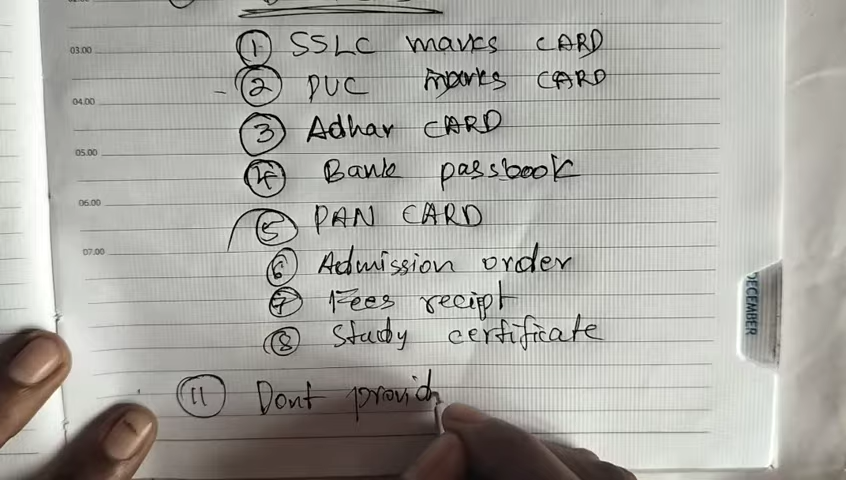 03:00
① SSLC marks CARD
② PUC marks CARD
04:00
③ Adhar CARD
05:00
④ Bank passbook
06:00
⑤ PAN CARD
07:00
⑥ Admission order
⑦ Fees recipt
⑧ Study certificate
⑪ Dont provid
DECEMBER